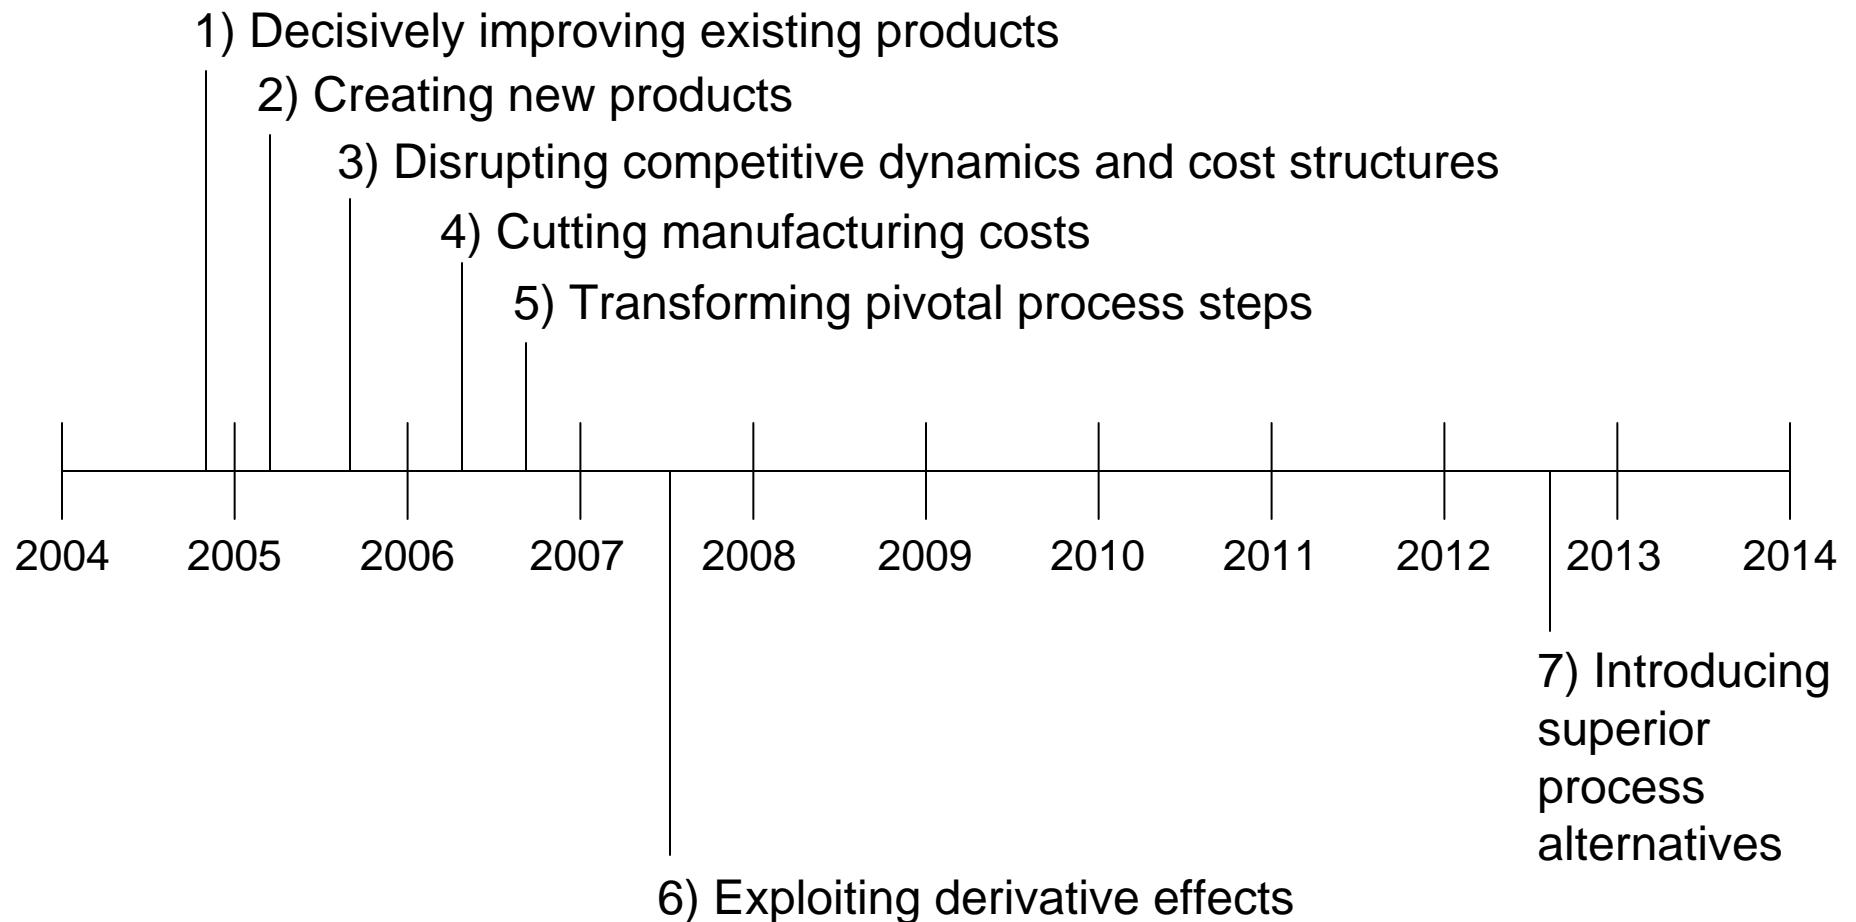 1) Decisively improving existing products
2) Creating new products
3) Disrupting competitive dynamics and cost structures
4) Cutting manufacturing costs
5) Transforming pivotal process steps
2004 2005 2006 2007 2008 2009 2010 2011 2012 2013 2014
7) Introducing
superior
process
alternatives
6) Exploiting derivative effects